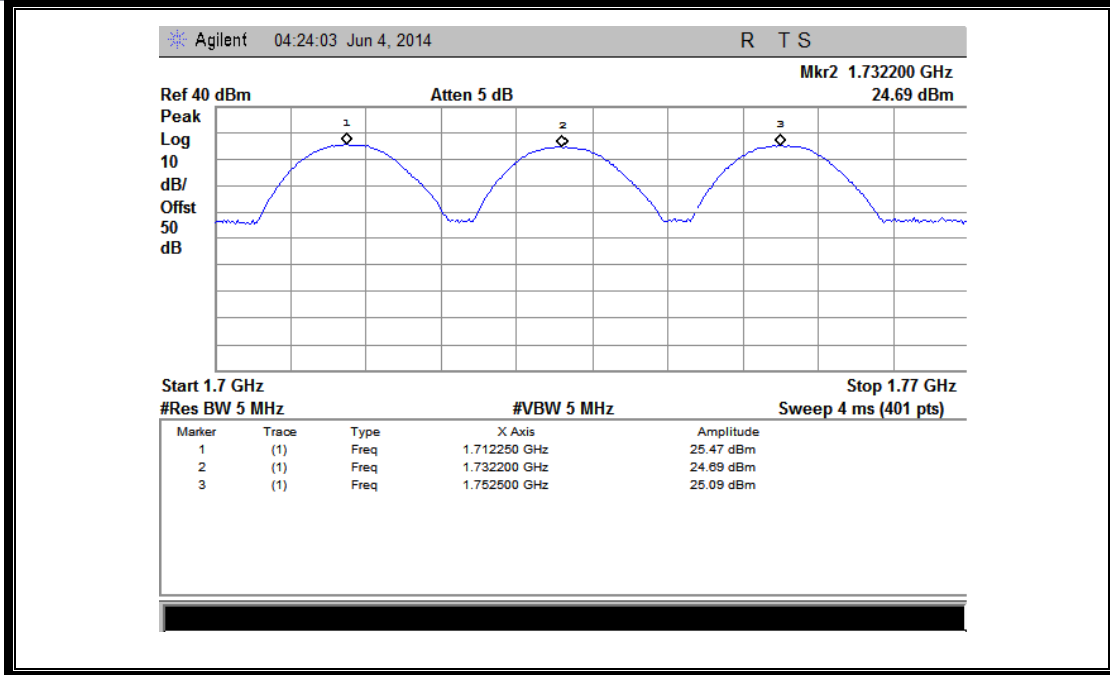 Agilent 04:24:03 Jun 4, 2014 R T S
Mkr2 1.732200 GHz
Ref 40 dBm Atten 5 dB 24.69 dBm
Peak
Log
10
dB/
Offst
50
dB
1 2 3
Start 1.7 GHz Stop 1.77 GHz
#Res BW 5 MHz #VBW 5 MHz Sweep 4 ms (401 pts)
Marker Trace Type X Axis Amplitude
1 (1) Freq 1.712250 GHz 25.47 dBm
2 (1) Freq 1.732200 GHz 24.69 dBm
3 (1) Freq 1.752500 GHz 25.09 dBm